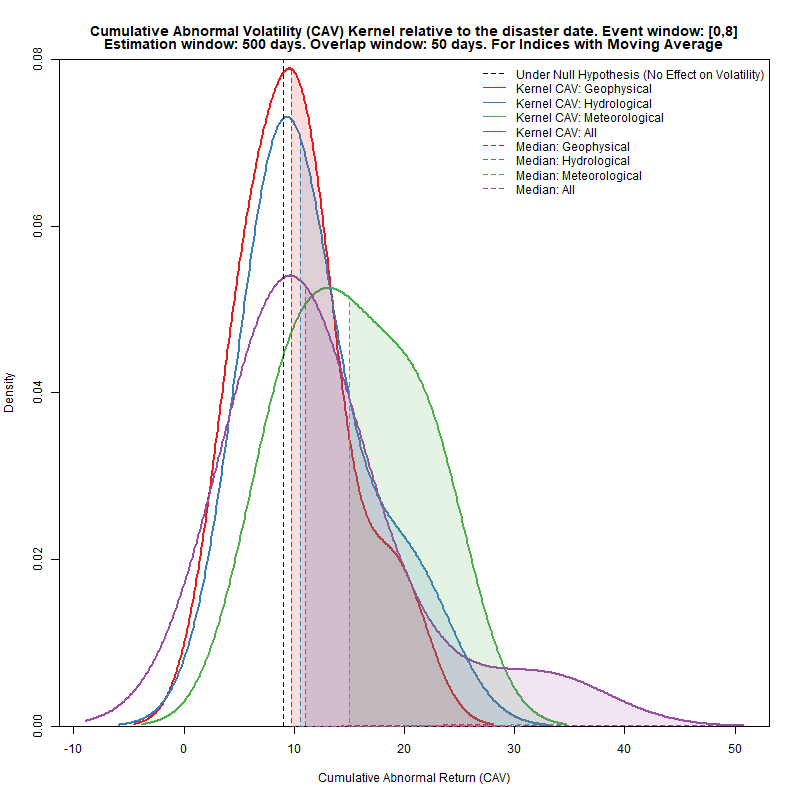 Cumulative Abnormal Volatility (CAV) Kernel relative to the disaster date. Event window: [0,8]
Estimation window: 500 days. Overlap window: 50 days. For Indices with Moving Average
Under Null Hypothesis (No Effect on Volatility)
Kernel CAV: Geophysical
Kernel CAV: Hydrological
Kernel CAV: Meteorological
Kernel CAV: All
Median: Geophysical
Median: Hydrological
Median: Meteorological
Median: All
0.08
0.06
0.04
0.02
0.00
Density
-10 0 10 20 30 40 50
Cumulative Abnormal Return (CAV)